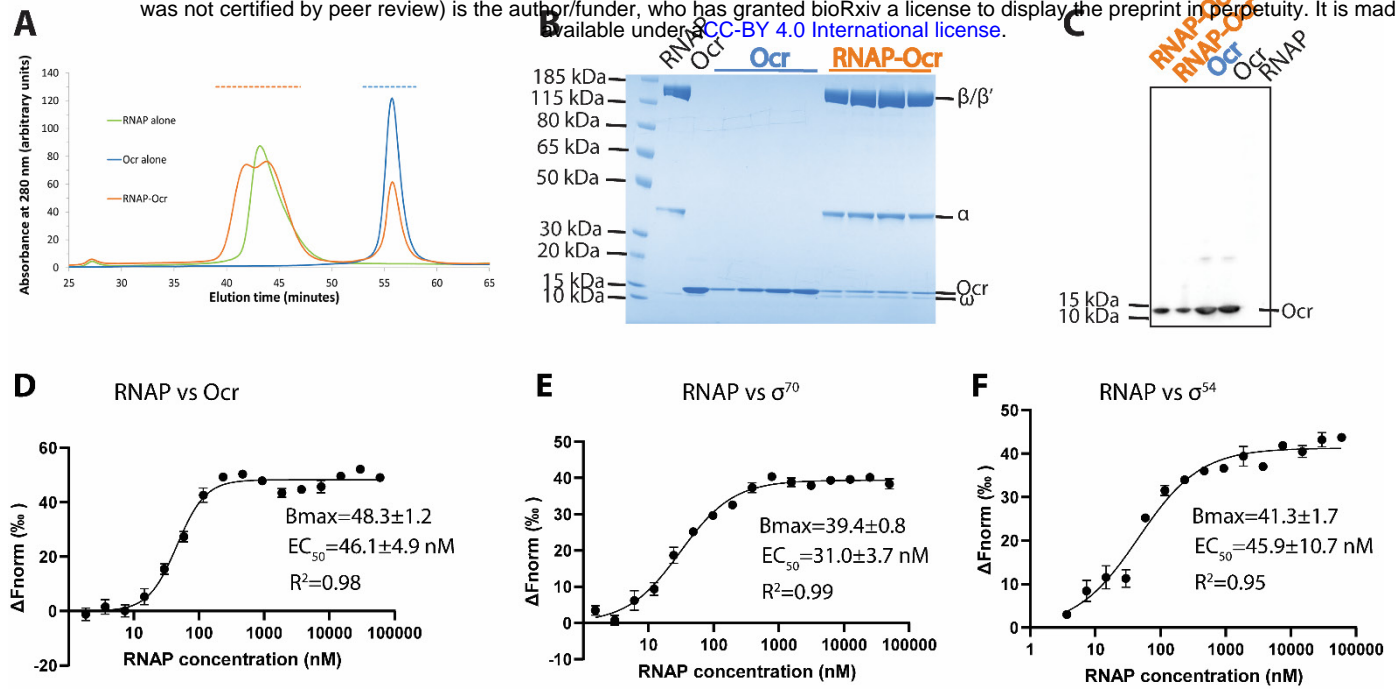 was not certified by peer review) is the author/funder, who has granted bioRxiv a license to display the preprint in perpetuity. It is mad
available under aCC-BY 4.0 International license.
A
Absorbance at 280 nm (arbitrary units)
140
120
100
80
60
40
20
0
RNAP alone
Ocr alone
RNAP-Ocr
25 30 35 40 45 50 55 60 65
Elution time (minutes)
B
RNAP
Ocr
Ocr
RNAP-Ocr
185 kDa
115 kDa
80 kDa
65 kDa
50 kDa
30 kDa
20 kDa
15 kDa
10 kDa
β/β'
α
Ocr
ω
C
RNAP-Ocr
RNAP-Ocr
Ocr
Ocr
RNAP
15 kDa
10 kDa
Ocr
D
RNAP vs Ocr
ΔFnorm (‰ )
60
40
20
0
-20
Bmax=48.3±1.2
EC50=46.1±4.9 nM
R²=0.98
10 100 1000 10000 100000
RNAP concentration (nM)
E
RNAP vs σ⁷⁰
ΔFnorm (‰ )
50
40
30
20
10
0
-10
Bmax=39.4±0.8
EC50=31.0±3.7 nM
R²=0.99
10 100 1000 10000 100000
RNAP concentration (nM)
F
RNAP vs σ⁵⁴
ΔFnorm (‰ )
50
40
30
20
10
0
Bmax=41.3±1.7
EC50=45.9±10.7 nM
R²=0.95
1 10 100 1000 10000 100000
RNAP concentration (nM)